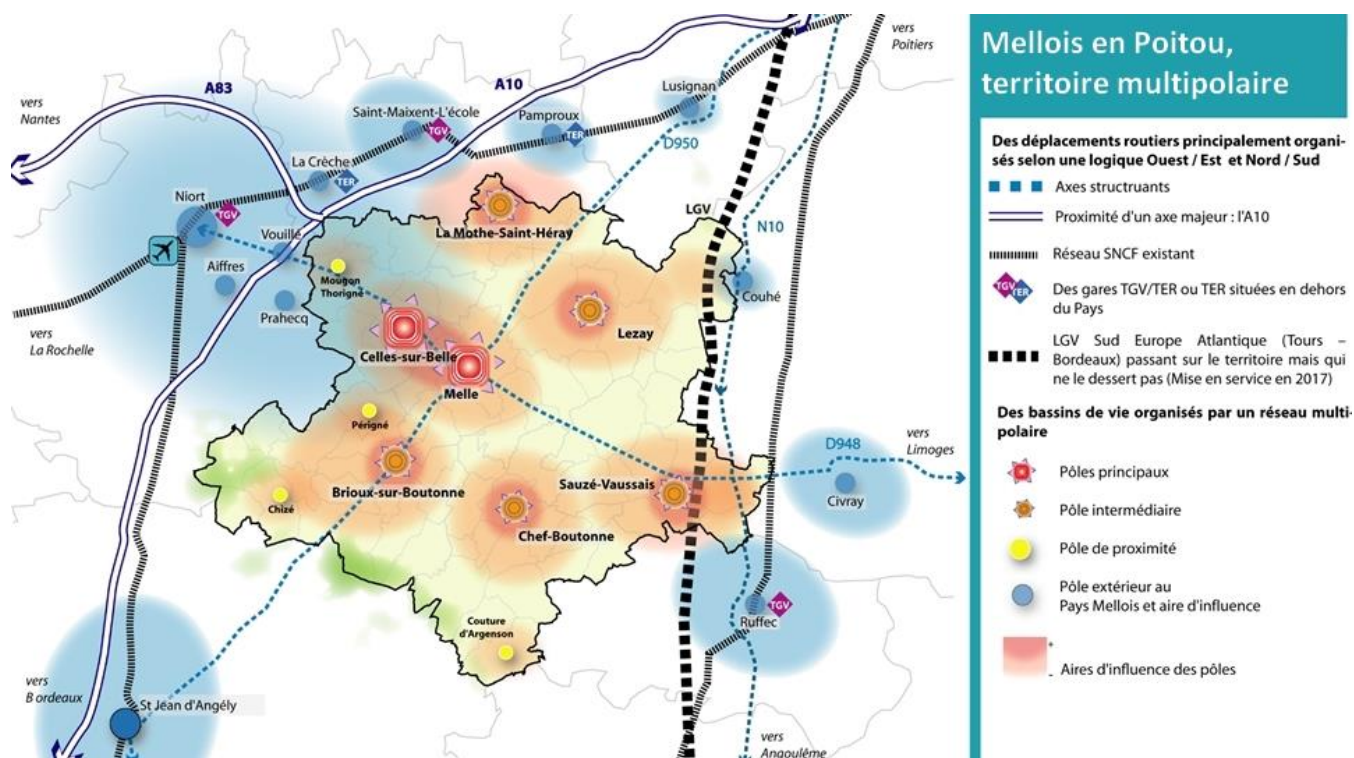 Mellois en Poitou,
territoire multipolaire
Des déplacements routiers principalement organi-
sés selon une logique Ouest / Est et Nord / Sud
Axes structruants
Proximité d'un axe majeur : l'A10
Réseau SNCF existant
TGV
TER
Des gares TGV/TER ou TER situées en dehors
du Pays
LGV Sud Europe Atlantique (Tours –
Bordeaux) passant sur le territoire mais qui
ne le dessert pas (Mise en service en 2017)
Des bassins de vie organisés par un réseau multi-
polaire
Pôles principaux
Pôle intermédiaire
Pôle de proximité
Pôle extérieur au
Pays Mellois et aire d'influence
+
-
Aires d'influence des pôles
vers
Poitiers
A83
A10
vers
Nantes
Saint-Maixent-L'école
TGV
Pamproux
TER
Lusignan
D950
La Crèche
TER
Niort
TGV
La Mothe-Saint-Héray
LGV
N10
Vouillé
Aiffres
Mougon
Thorigné
Couhé
Prahecq
vers
La Rochelle
Lezay
Celles-sur-Belle
Melle
Périgné
D948
vers
Limoges
Brioux-sur-Boutonne
Sauzé-Vaussais
Civray
Chizé
Chef-Boutonne
TGV
Ruffec
Couture
d'Argenson
vers
B ordeaux
St Jean d'Angély
vers
Angoulême